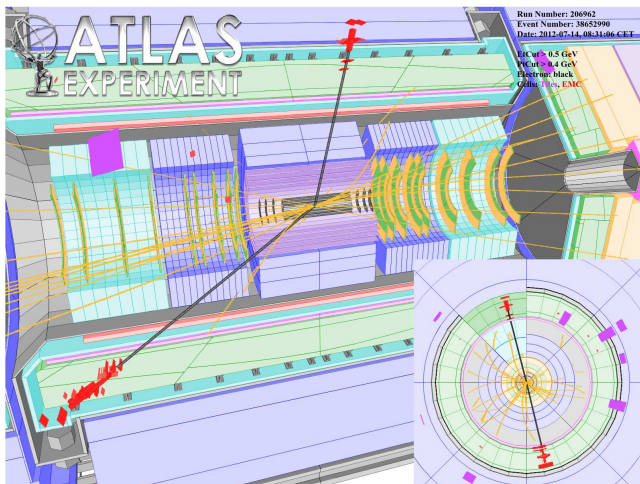 ATLAS
EXPERIMENT
Run Number: 206962
Event Number: 38652990
Date: 2012-07-14, 08:31:06 CET
EtCut > 0.5 GeV
PtCut > 0.4 GeV
Electron: black
Cells: Tiles, EMC